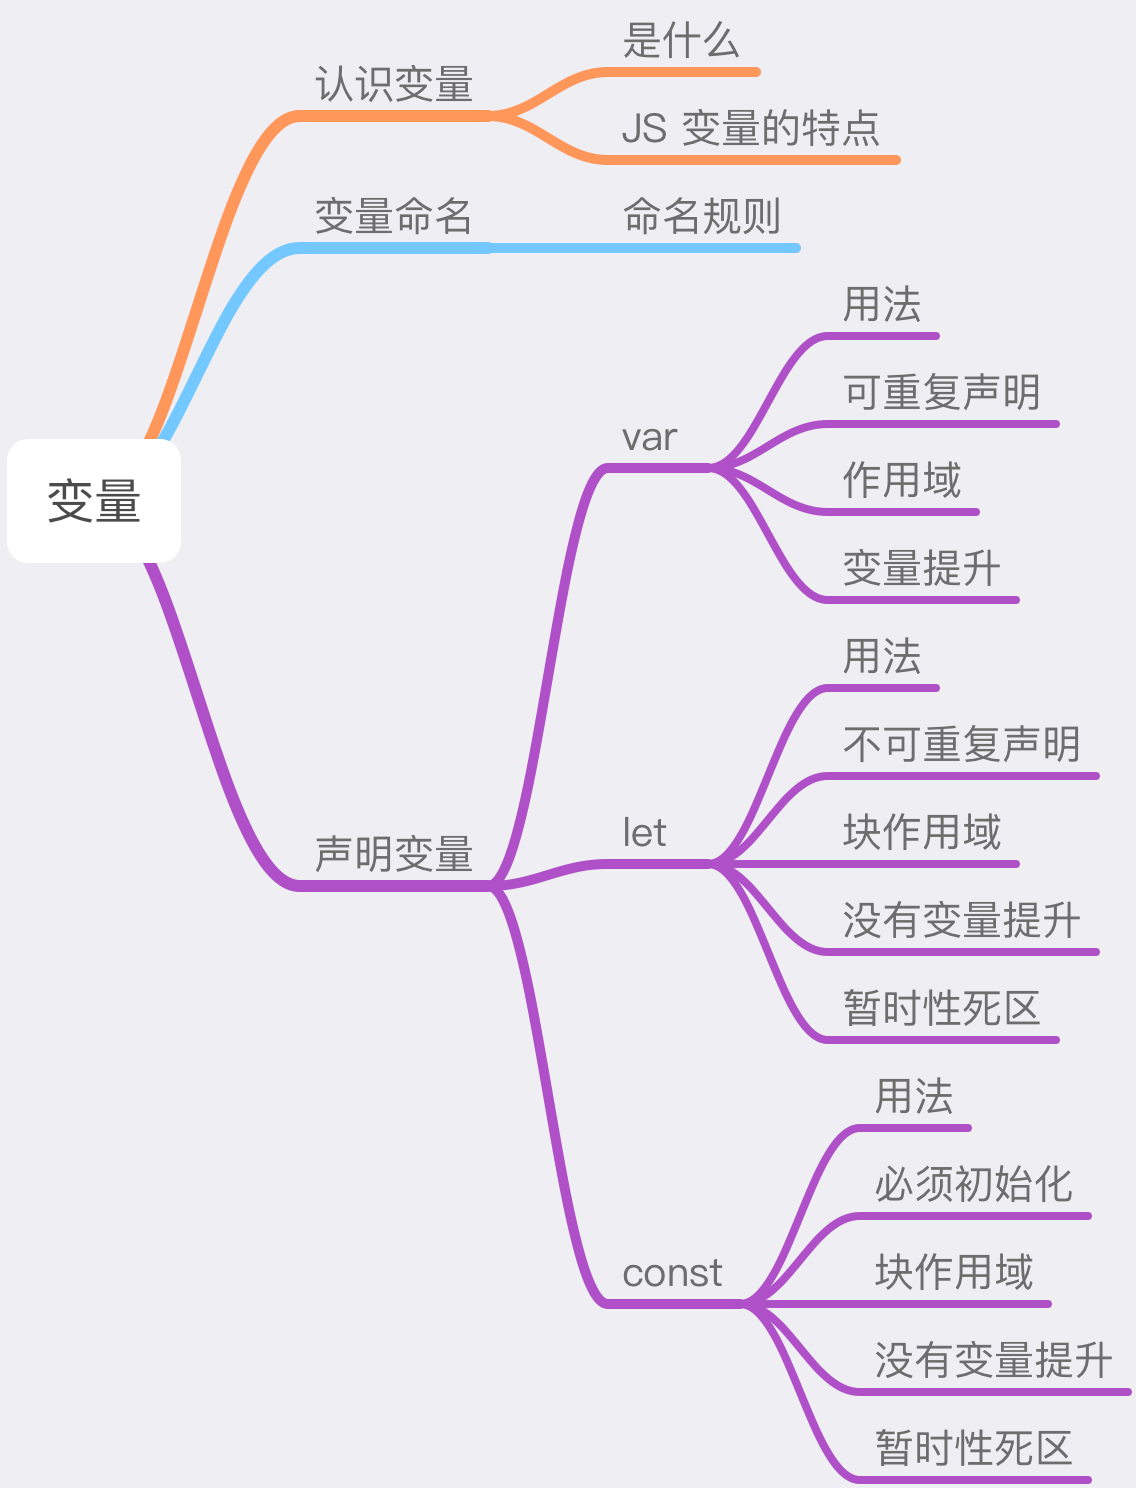 变量
认识变量
是什么
JS 变量的特点
变量命名
命名规则
声明变量
var
用法
可重复声明
作用域
变量提升
let
用法
不可重复声明
块作用域
没有变量提升
暂时性死区
const
用法
必须初始化
块作用域
没有变量提升
暂时性死区